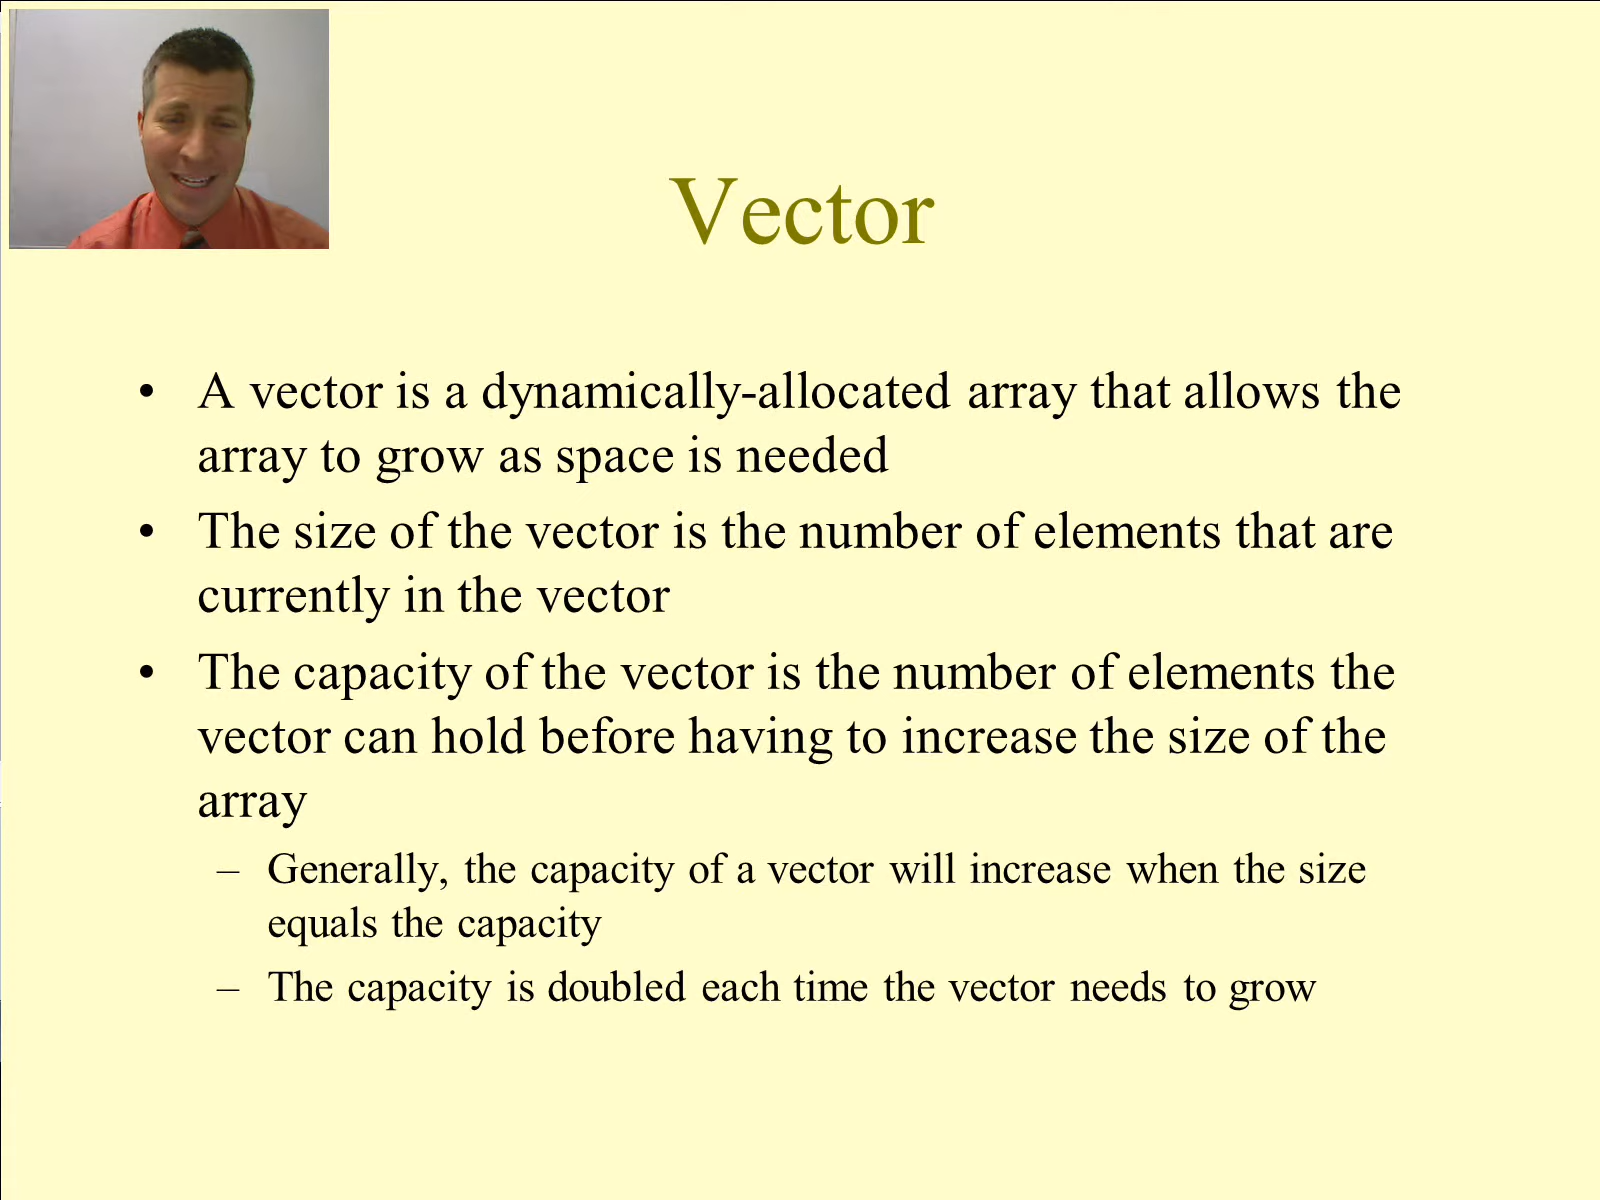 Vector
• A vector is a dynamically-allocated array that allows the
array to grow as space is needed
• The size of the vector is the number of elements that are
currently in the vector
• The capacity of the vector is the number of elements the
vector can hold before having to increase the size of the
array
– Generally, the capacity of a vector will increase when the size
equals the capacity
– The capacity is doubled each time the vector needs to grow